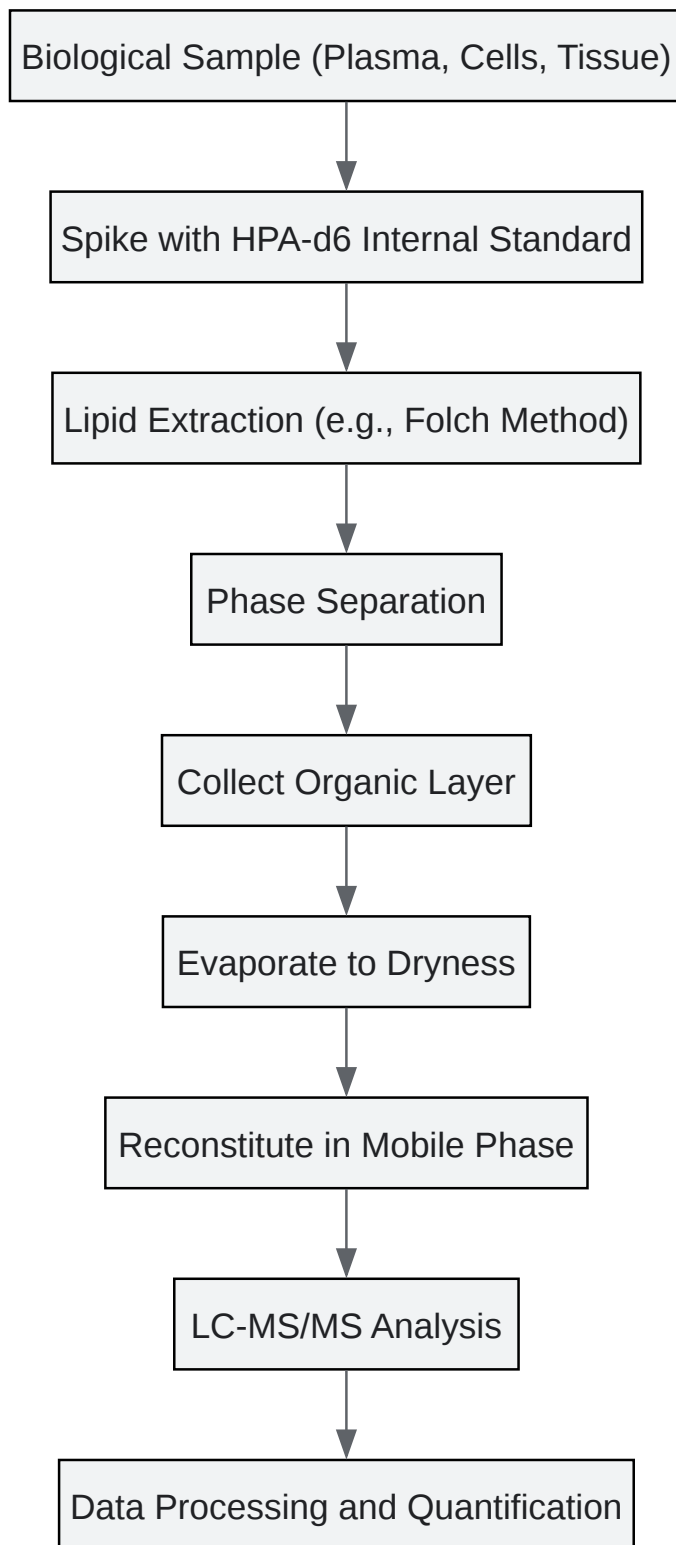 Biological Sample (Plasma, Cells, Tissue)
Spike with HPA-d6 Internal Standard
Lipid Extraction (e.g., Folch Method)
Phase Separation
Collect Organic Layer
Evaporate to Dryness
Reconstitute in Mobile Phase
LC-MS/MS Analysis
Data Processing and Quantification